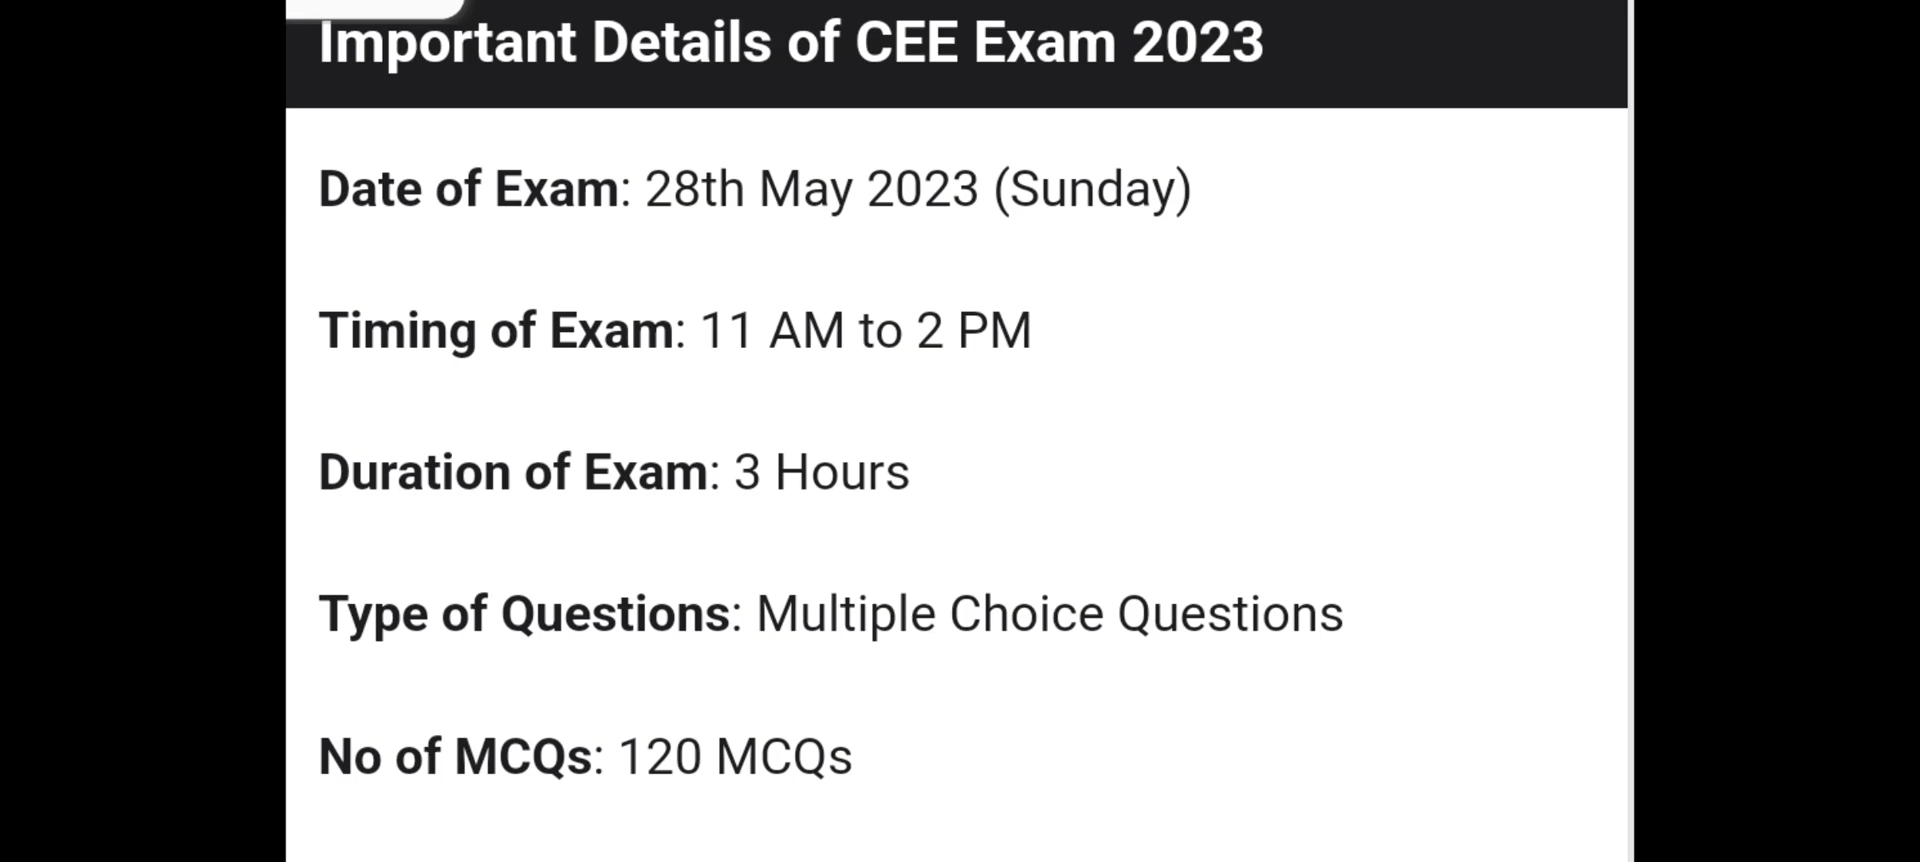 Important Details of CEE Exam 2023
Date of Exam: 28th May 2023 (Sunday)
Timing of Exam: 11 AM to 2 PM
Duration of Exam: 3 Hours
Type of Questions: Multiple Choice Questions
No of MCQs: 120 MCQs